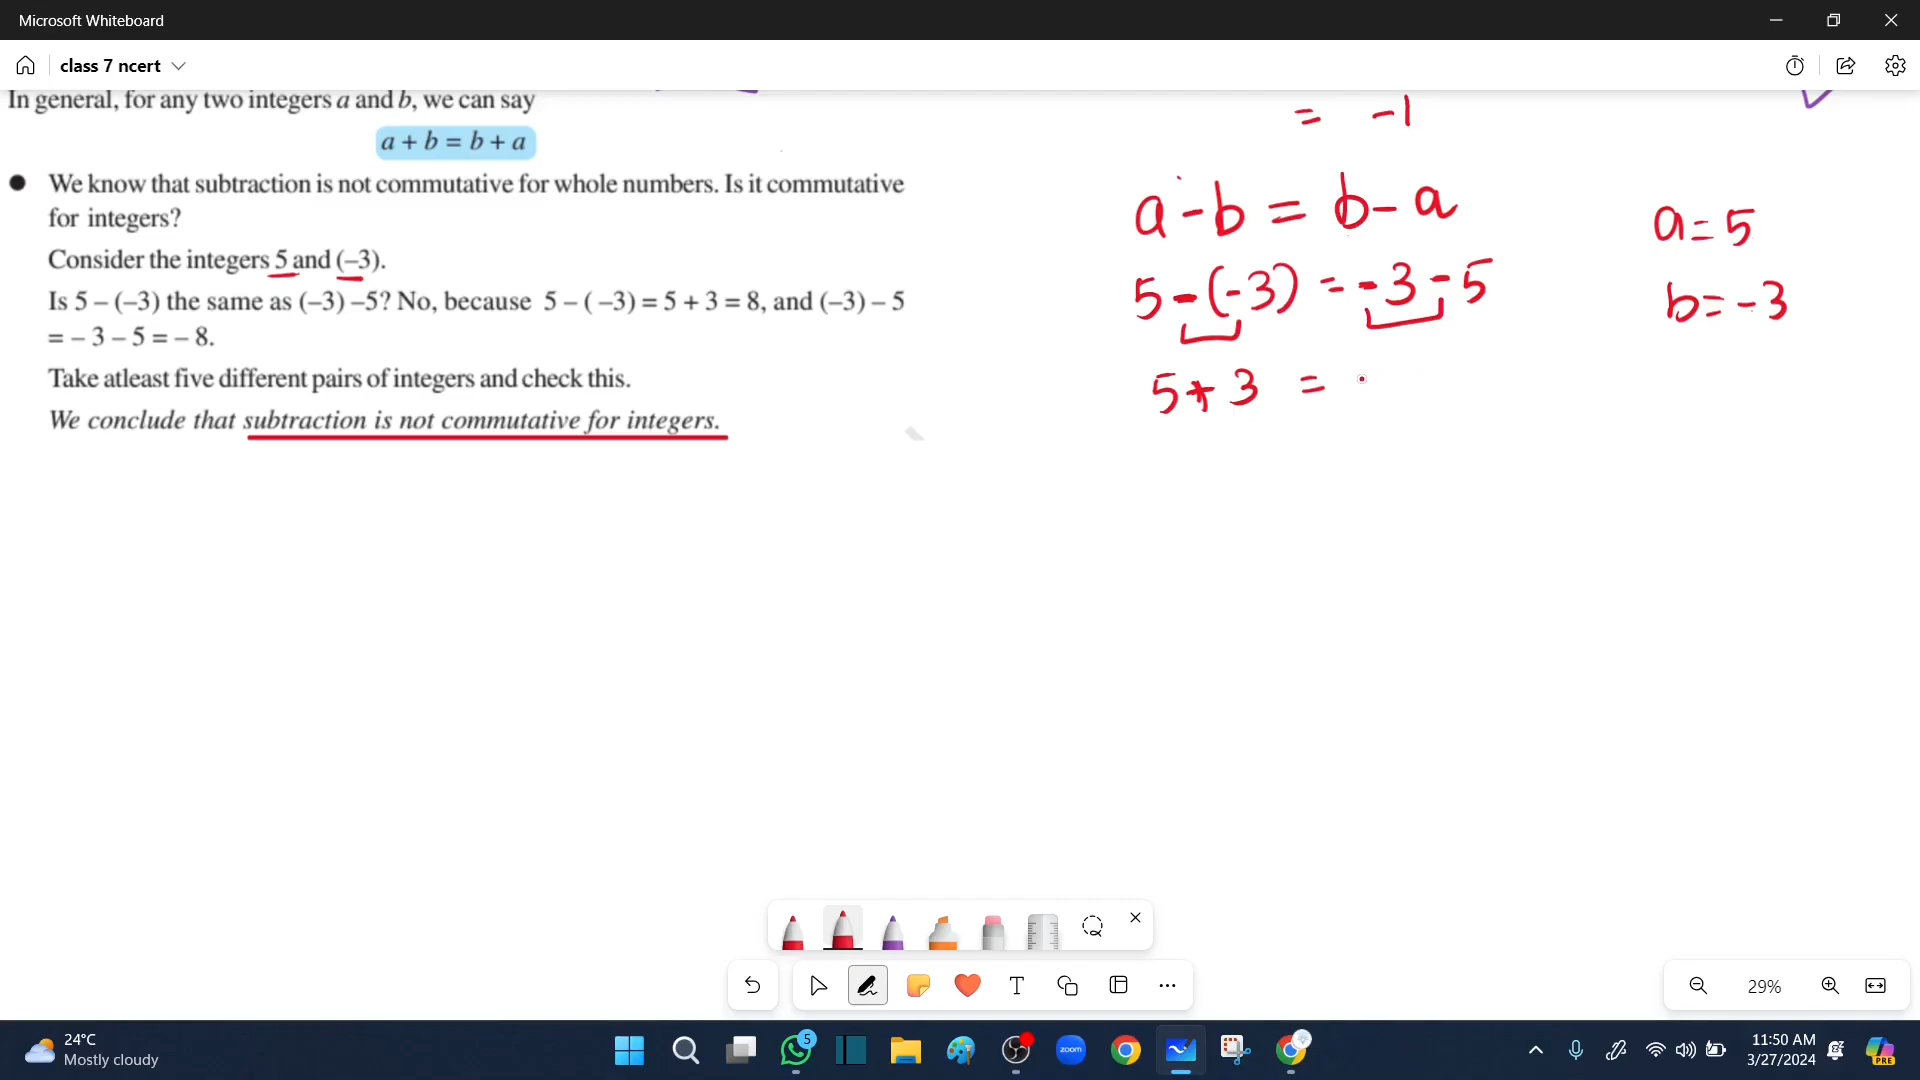 Microsoft Whiteboard
class 7 ncert
In general, for any two integers a and b, we can say
a + b = b + a
● We know that subtraction is not commutative for whole numbers. Is it commutative
for integers?
Consider the integers 5 and (–3).
Is 5 – (–3) the same as (–3) –5? No, because 5 – ( –3) = 5 + 3 = 8, and (–3) – 5
= – 3 – 5 = – 8.
Take atleast five different pairs of integers and check this.
We conclude that subtraction is not commutative for integers.
= -1
a - b = b - a
5 - (-3) = -3 - 5
5 + 3 =
a = 5
b = -3
29%
24°C
Mostly cloudy
5
zoom
11:50 AM
3/27/2024
PRE